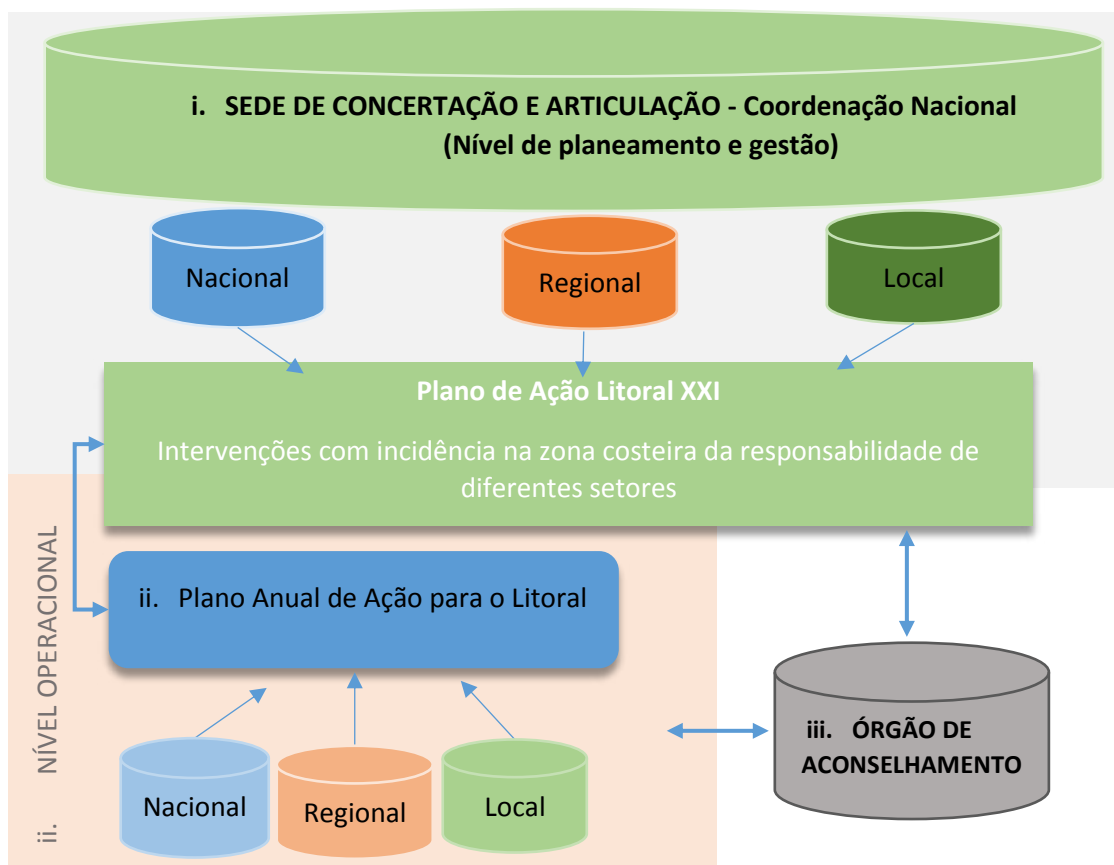 i. SEDE DE CONCERTAÇÃO E ARTICULAÇÃO - Coordenação Nacional
(Nível de planeamento e gestão)
Nacional
Regional
Local
Plano de Ação Litoral XXI
Intervenções com incidência na zona costeira da responsabilidade de
diferentes setores
ii. NÍVEL OPERACIONAL
ii. Plano Anual de Ação para o Litoral
Nacional
Regional
Local
iii. ÓRGÃO DE
ACONSELHAMENTO